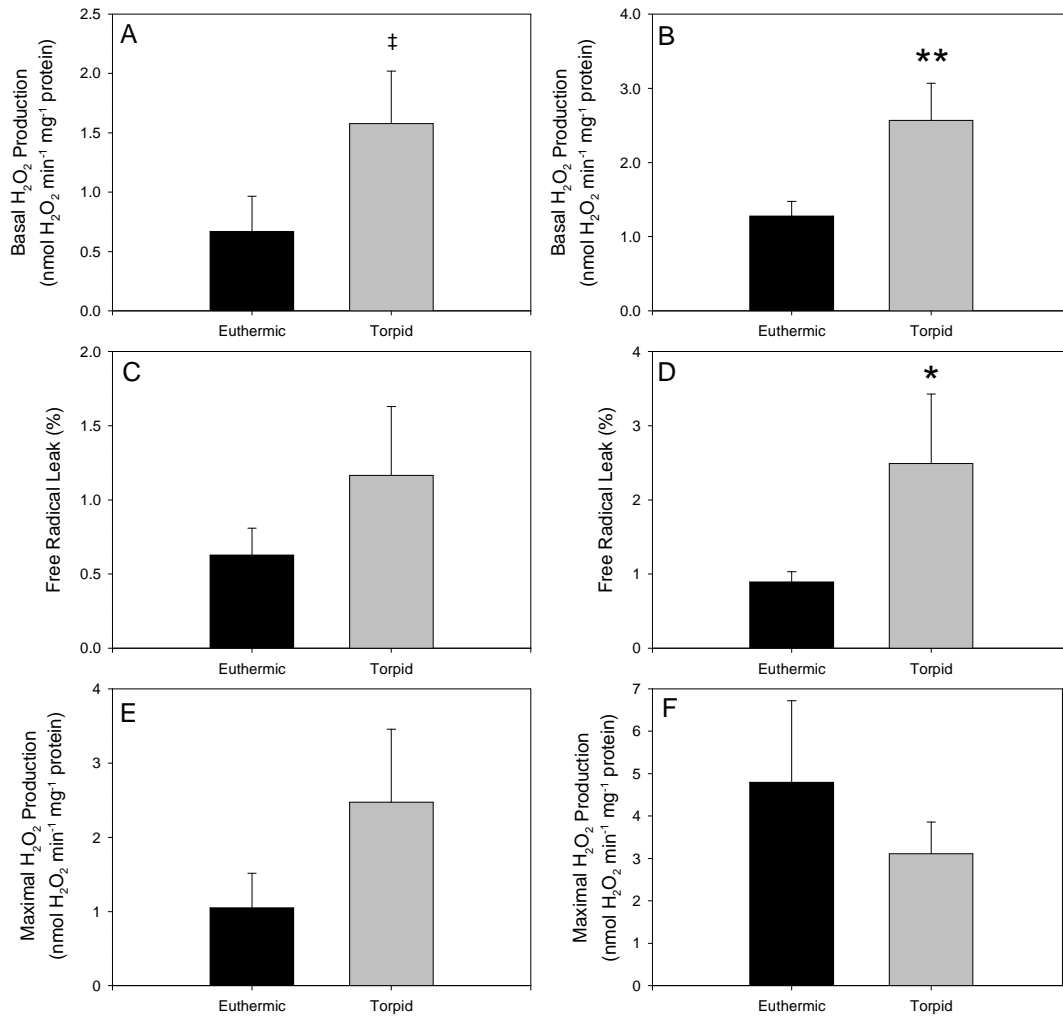 A
‡
Basal H₂O₂ Production
(nmol H₂O₂ min⁻¹ mg⁻¹ protein)
2.5
2.0
1.5
1.0
0.5
0.0
Euthermic Torpid
B
**
Basal H₂O₂ Production
(nmol H₂O₂ min⁻¹ mg⁻¹ protein)
4.0
3.0
2.0
1.0
0.0
Euthermic Torpid
C
Free Radical Leak (%)
2.0
1.5
1.0
0.5
0.0
Euthermic Torpid
D
*
Free Radical Leak (%)
4
3
2
1
0
Euthermic Torpid
E
Maximal H₂O₂ Production
(nmol H₂O₂ min⁻¹ mg⁻¹ protein)
4
3
2
1
0
Euthermic Torpid
F
Maximal H₂O₂ Production
(nmol H₂O₂ min⁻¹ mg⁻¹ protein)
7
6
5
4
3
2
1
0
Euthermic Torpid